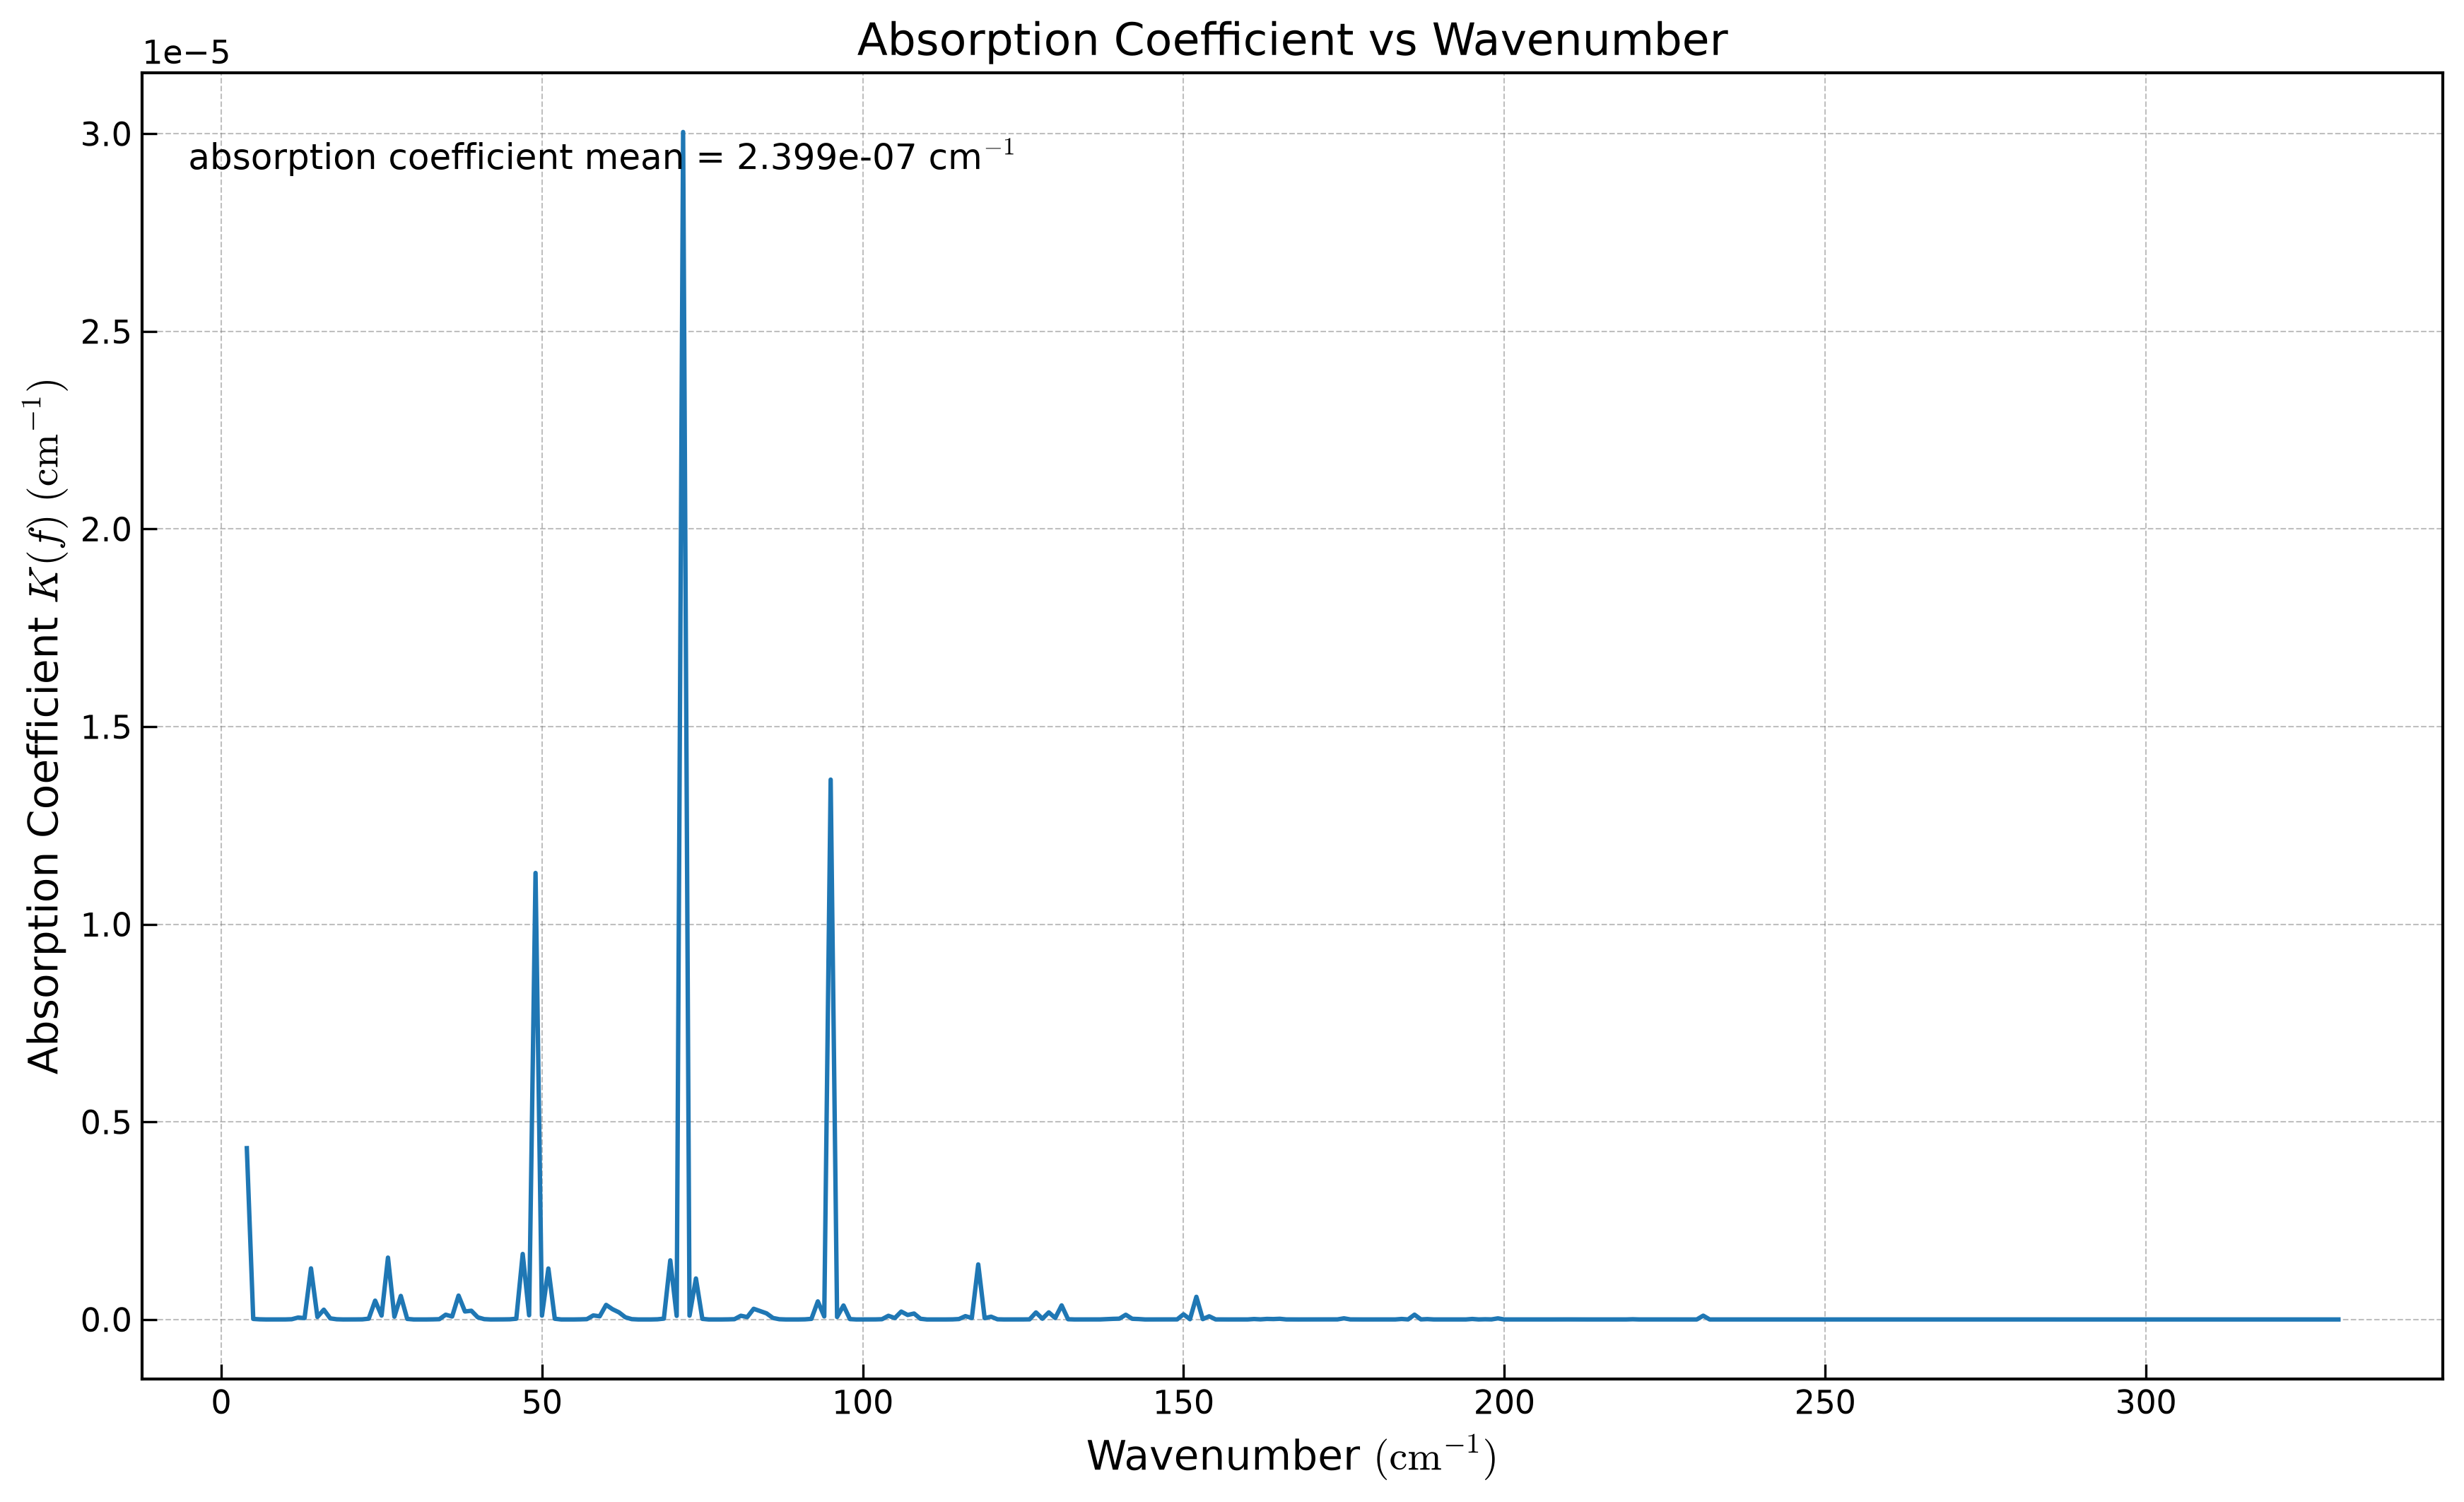 Absorption Coefficient vs Wavenumber
1e−5
absorption coefficient mean = 2.399e-07 cm⁻¹
3.0
2.5
2.0
1.5
1.0
0.5
0.0
Absorption Coefficient K(f) (cm⁻¹)
0 50 100 150 200 250 300
Wavenumber (cm⁻¹)